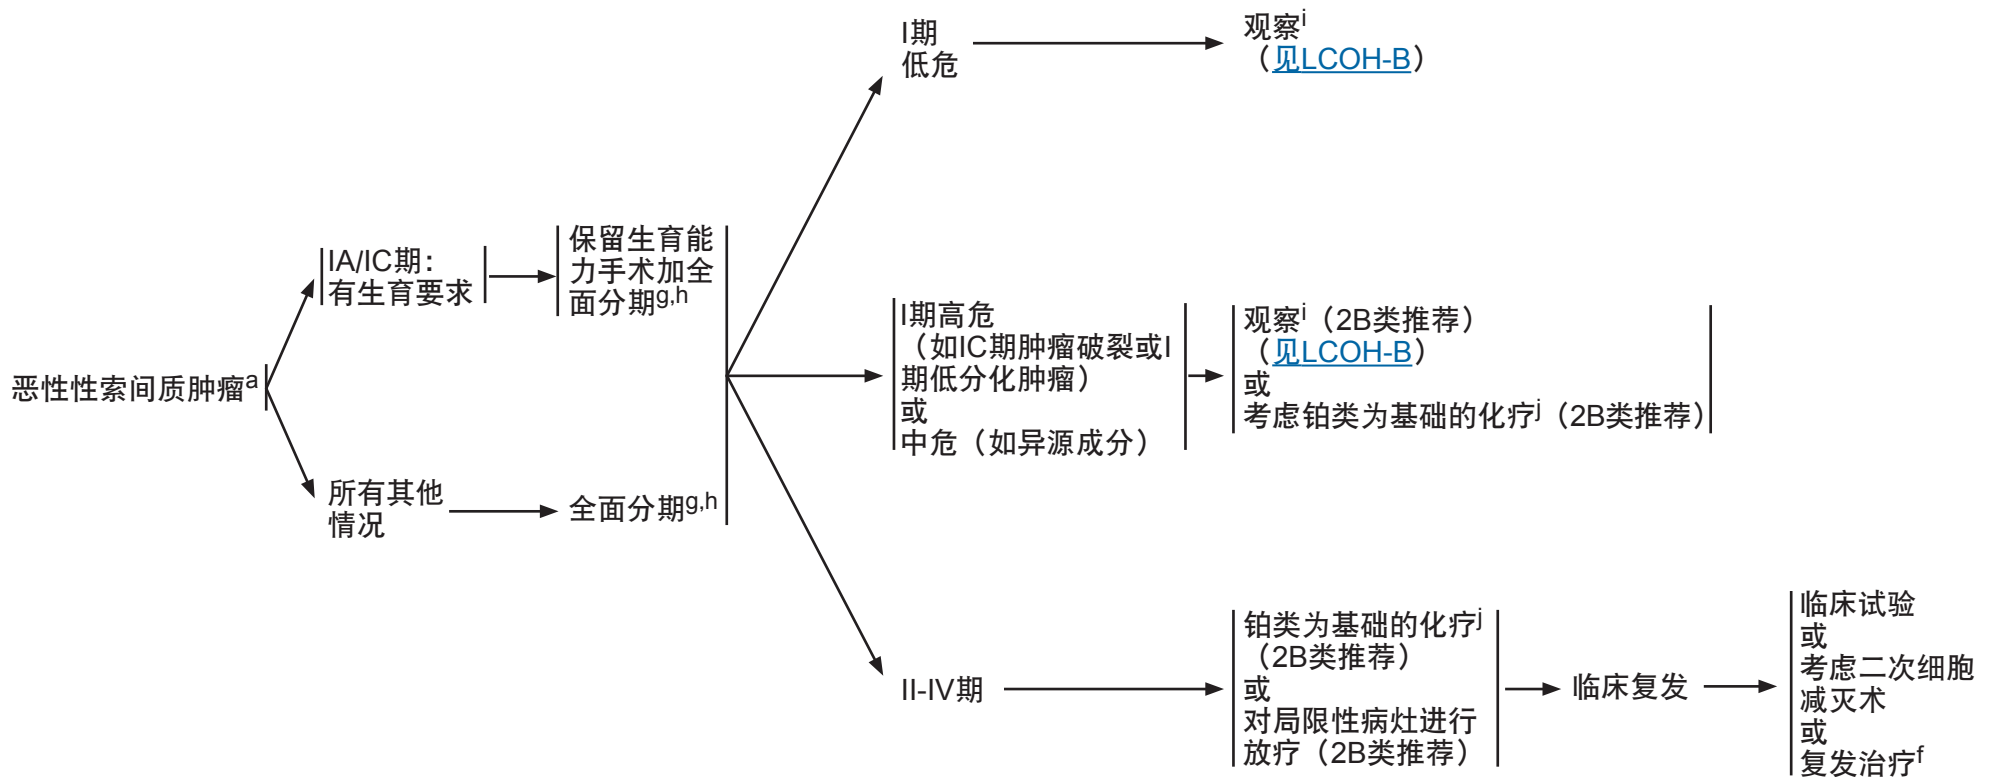 恶性性索间质肿瘤a
IA/IC期：
有生育要求
保留生育能
力手术加全
面分期g,h
所有其他
情况
全面分期g,h
I期
低危
观察i
（见LCOH-B）
I期高危
（如IC期肿瘤破裂或I
期低分化肿瘤）
或
中危（如异源成分）
观察i（2B类推荐）
（见LCOH-B）
或
考虑铂类为基础的化疗j（2B类推荐）
II-IV期
铂类为基础的化疗j
（2B类推荐）
或
对局限性病灶进行
放疗（2B类推荐）
临床复发
临床试验
或
考虑二次细胞
减灭术
或
复发治疗f